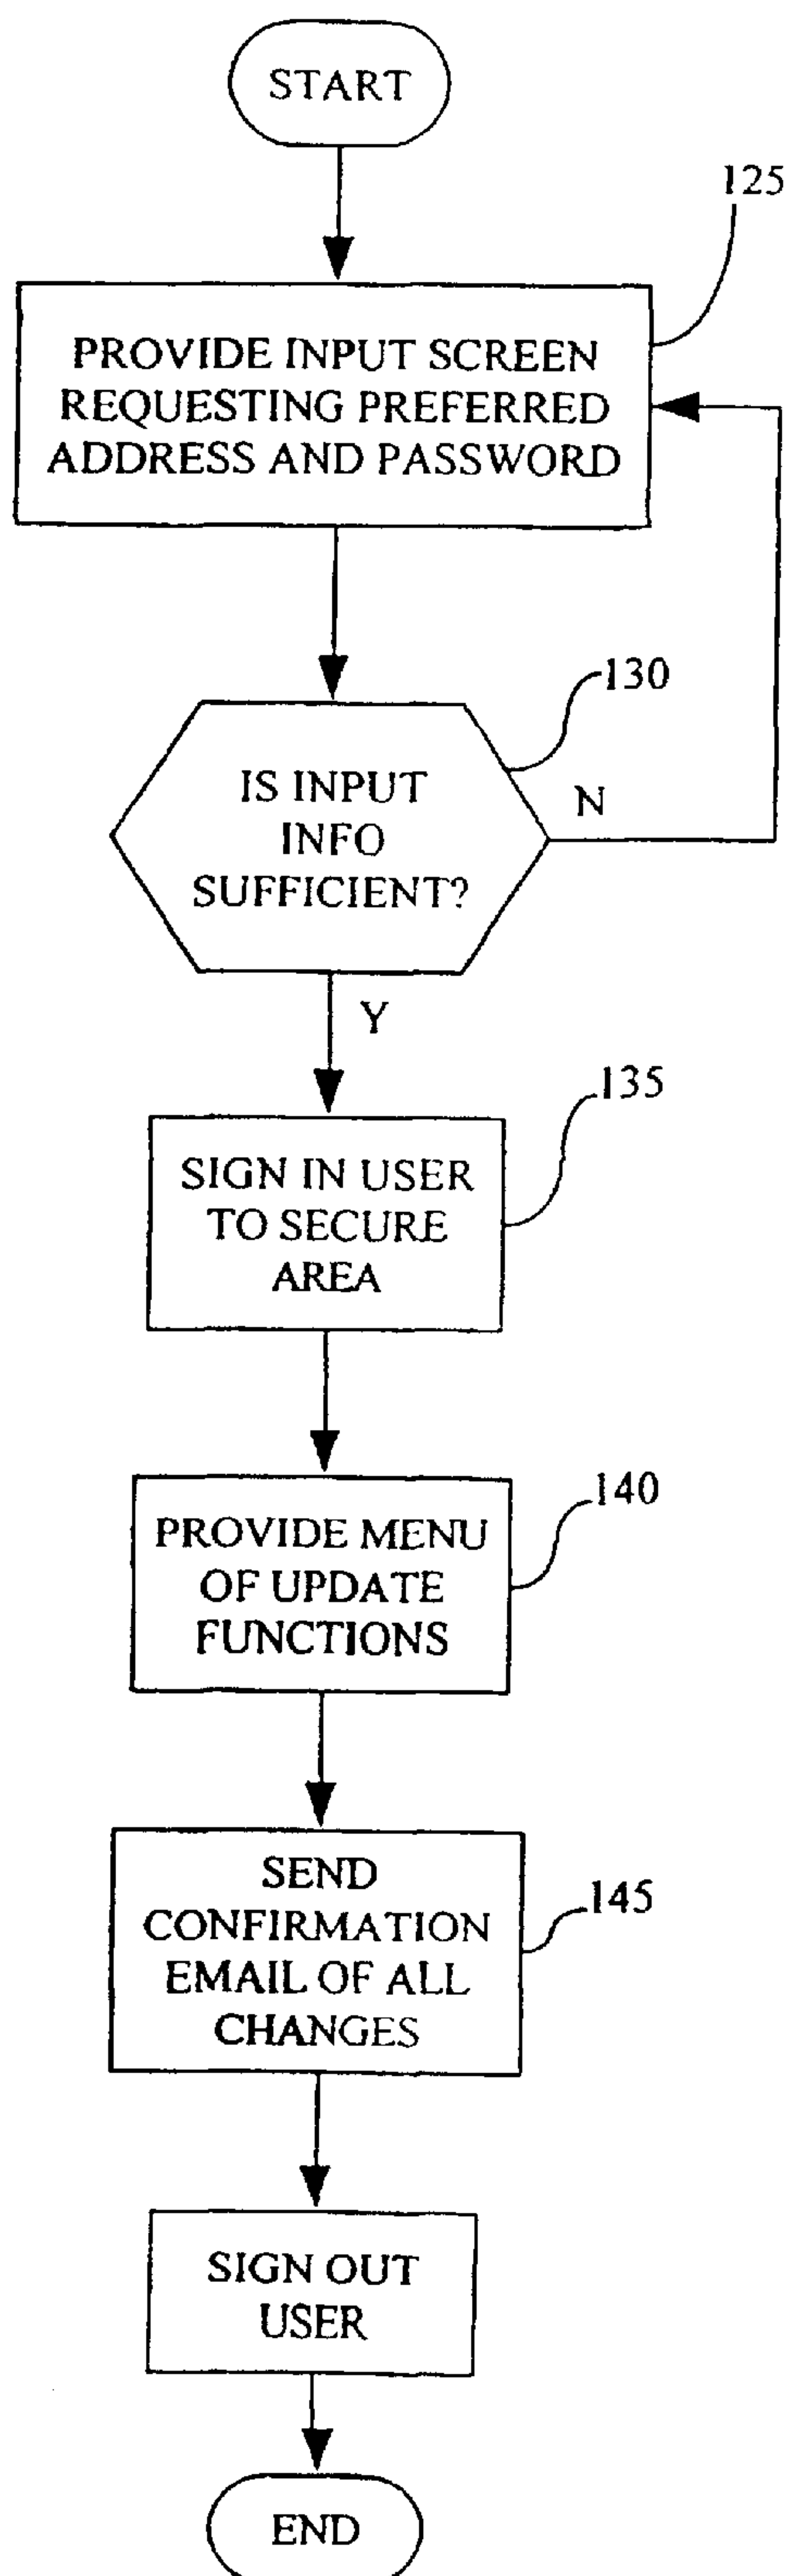 START
125
PROVIDE INPUT SCREEN
REQUESTING PREFERRED
ADDRESS AND PASSWORD
130
IS INPUT
INFO
SUFFICIENT?
N
Y
135
SIGN IN USER
TO SECURE
AREA
140
PROVIDE MENU
OF UPDATE
FUNCTIONS
145
SEND
CONFIRMATION
EMAIL OF ALL
CHANGES
SIGN OUT
USER
END